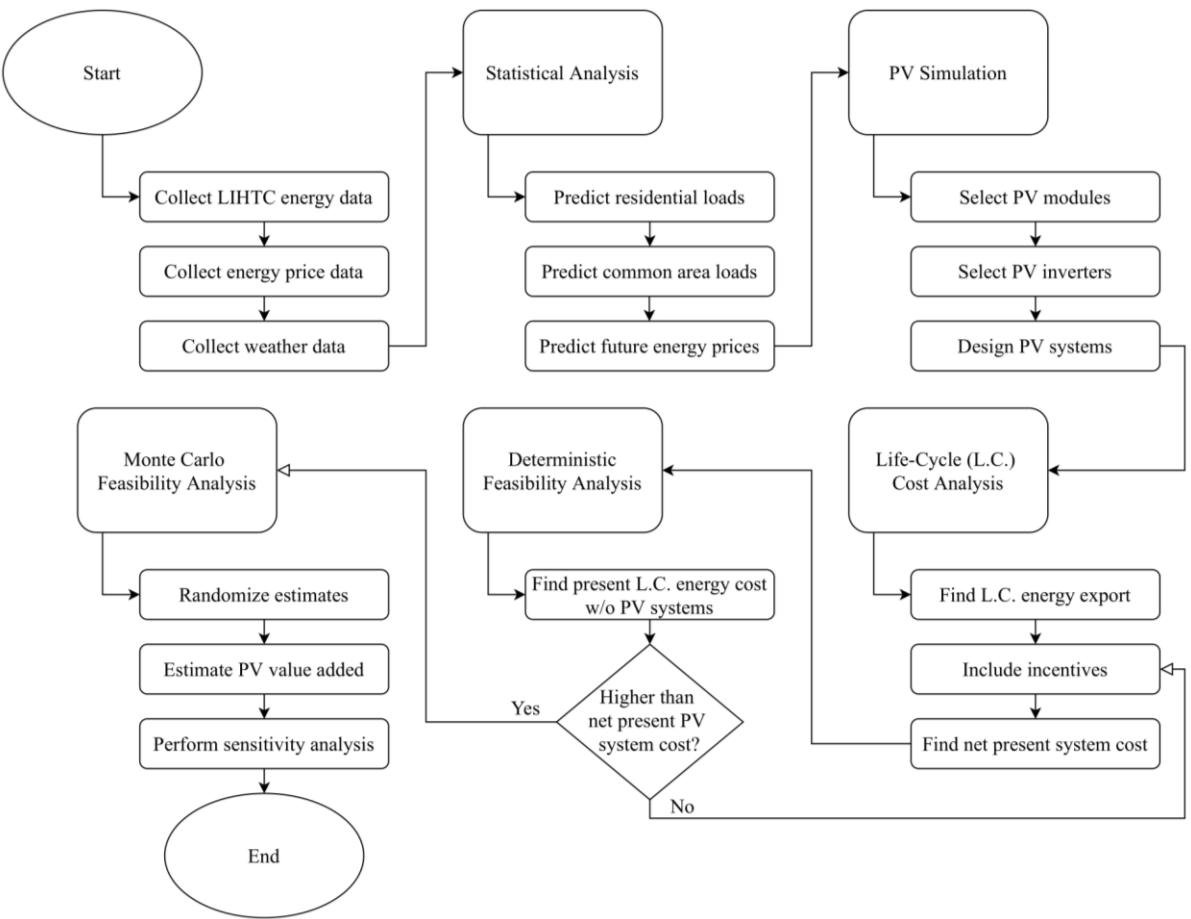 Start
Collect LIHTC energy data
Collect energy price data
Collect weather data
Statistical Analysis
Predict residential loads
Predict common area loads
Predict future energy prices
PV Simulation
Select PV modules
Select PV inverters
Design PV systems
Life-Cycle (L.C.)
Cost Analysis
Find L.C. energy export
Include incentives
Find net present system cost
Deterministic
Feasibility Analysis
Find present L.C. energy cost
w/o PV systems
Higher than
net present PV
system cost?
Yes
No
Monte Carlo
Feasibility Analysis
Randomize estimates
Estimate PV value added
Perform sensitivity analysis
End